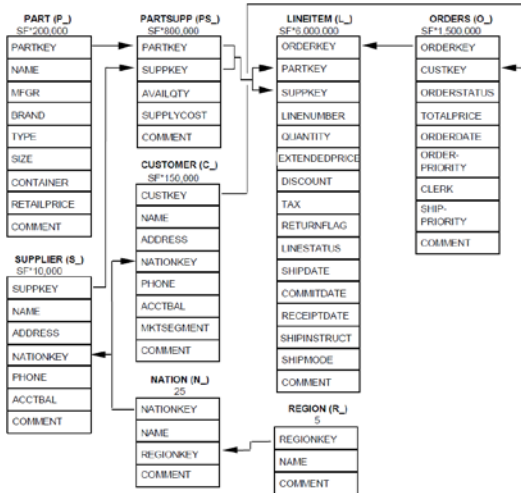 PART (P_)
SF*200,000
PARTKEY
NAME
MFGR
BRAND
TYPE
SIZE
CONTAINER
RETAILPRICE
COMMENT
SUPPLIER (S_)
SF*10,000
SUPPKEY
NAME
ADDRESS
NATIONKEY
PHONE
ACCTBAL
COMMENT
PARTSUPP (PS_)
SF*800,000
PARTKEY
SUPPKEY
AVAILQTY
SUPPLYCOST
COMMENT
CUSTOMER (C_)
SF*150,000
CUSTKEY
NAME
ADDRESS
NATIONKEY
PHONE
ACCTBAL
MKTSEGMENT
COMMENT
NATION (N_)
25
NATIONKEY
NAME
REGIONKEY
COMMENT
LINEITEM (L_)
SF*6,000,000
ORDERKEY
PARTKEY
SUPPKEY
LINENUMBER
QUANTITY
EXTENDEDPRICE
DISCOUNT
TAX
RETURNFLAG
LINESTATUS
SHIPDATE
COMMITDATE
RECEIPTDATE
SHIPINSTRUCT
SHIPMODE
COMMENT
REGION (R_)
5
REGIONKEY
NAME
COMMENT
ORDERS (O_)
SF*1,500,000
ORDERKEY
CUSTKEY
ORDERSTATUS
TOTALPRICE
ORDERDATE
ORDER-
PRIORITY
CLERK
SHIP-
PRIORITY
COMMENT